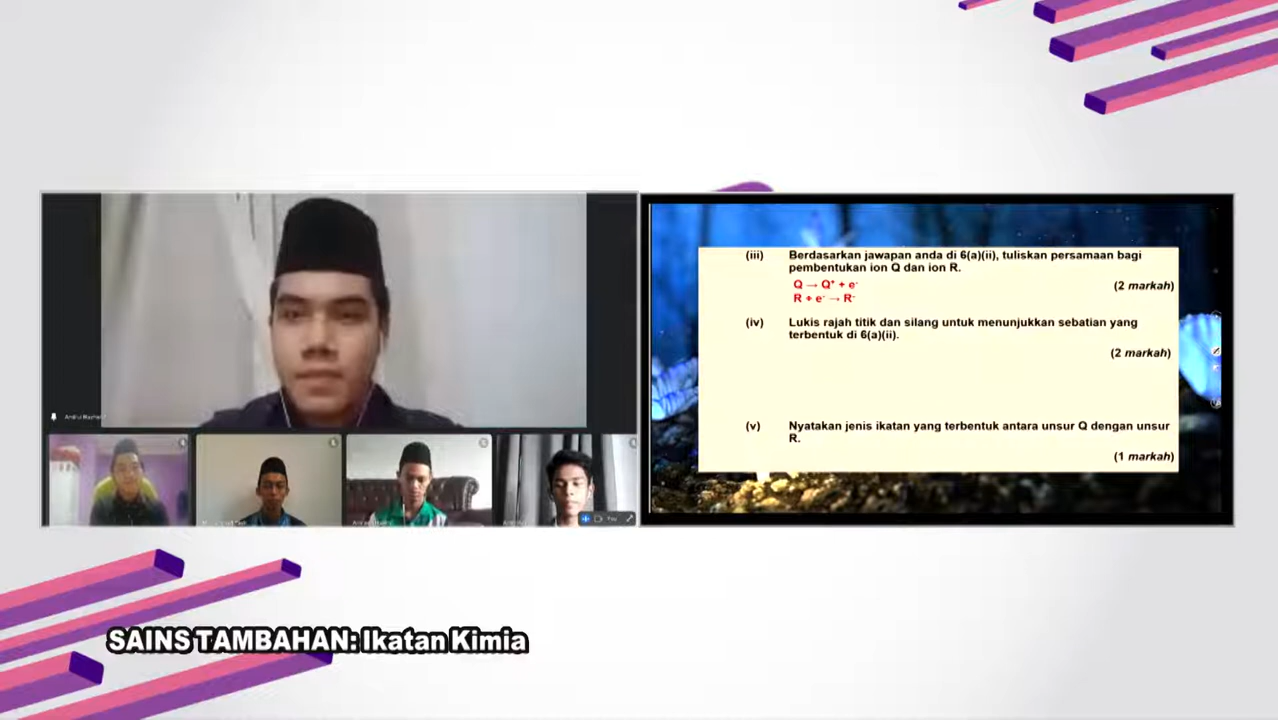 (iii) Berdasarkan jawapan anda di 6(a)(ii), tuliskan persamaan bagi
pembentukan ion Q dan ion R.
Q → Q⁺ + e⁻
(2 markah)
R + e⁻ → R⁻
(iv) Lukis rajah titik dan silang untuk menunjukkan sebatian yang
terbentuk di 6(a)(ii).
(2 markah)
(v) Nyatakan jenis ikatan yang terbentuk antara unsur Q dengan unsur
R.
(1 markah)
You
SAINS TAMBAHAN: Ikatan Kimia